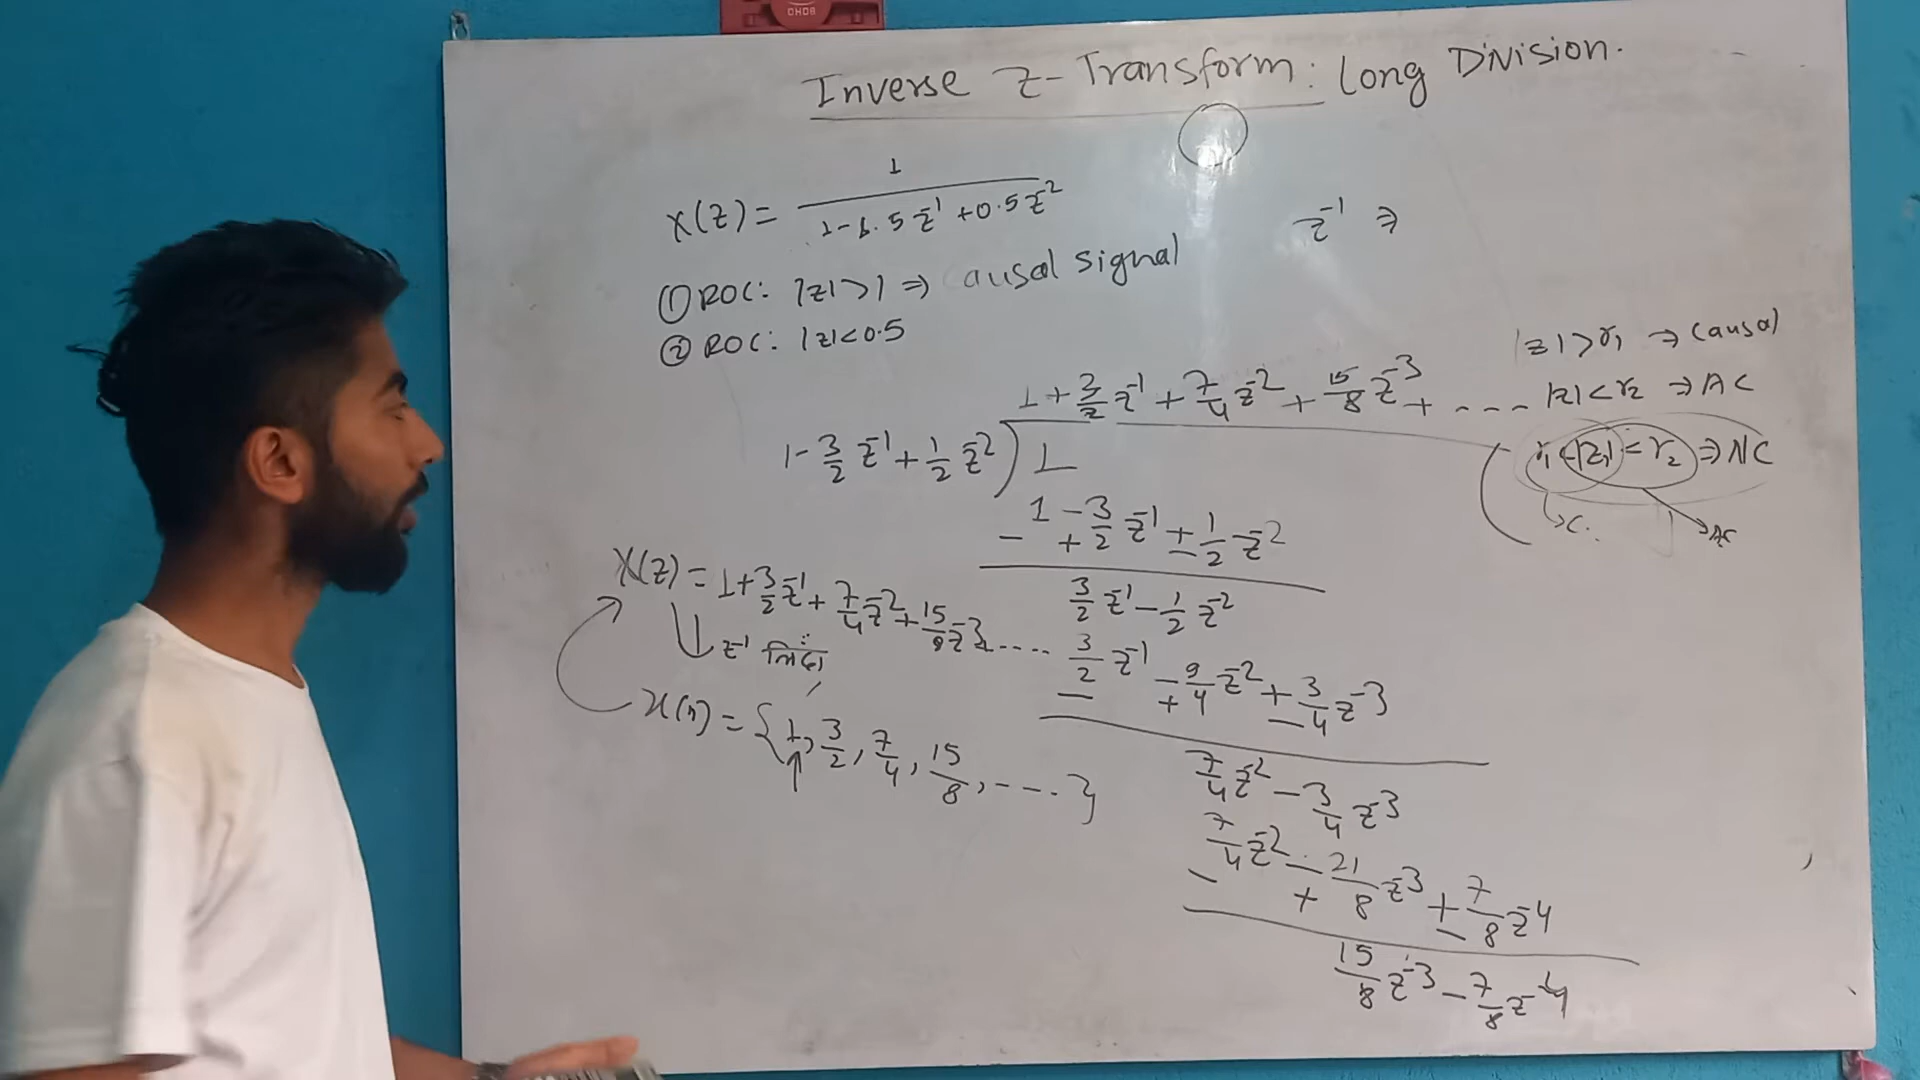 BOHO
Inverse Z-Transform: Long Division.
X(z) = 1 / (1-1.5 z^-1 + 0.5 z^-2)
z^-1 ⇒
① ROC: |z|>1 ⇒ causal signal
② ROC: |z|<0.5
|z|>r1 → causal
|z|<r2 ⇒ AC
r1<|z|<r2 ⇒ NC
→C.
→AC
1 + 3/2 z^-1 + 7/4 z^-2 + 15/8 z^-3 + ----
1 - 3/2 z^-1 + 1/2 z^-2 ) 1
1 - 3/2 z^-1 + 1/2 z^-2
- + -
3/2 z^-1 - 1/2 z^-2
3/2 z^-1 - 9/4 z^-2 + 3/4 z^-3
- + -
7/4 z^-2 - 3/4 z^-3
7/4 z^-2 - 21/8 z^-3 + 7/8 z^-4
- + -
15/8 z^-3 - 7/8 z^-4
X(z) = 1 + 3/2 z^-1 + 7/4 z^-2 + 15/8 z^-3 + ....
↓ z^-1
x(n) = {1, 3/2, 7/4, 15/8, ---- }
↑